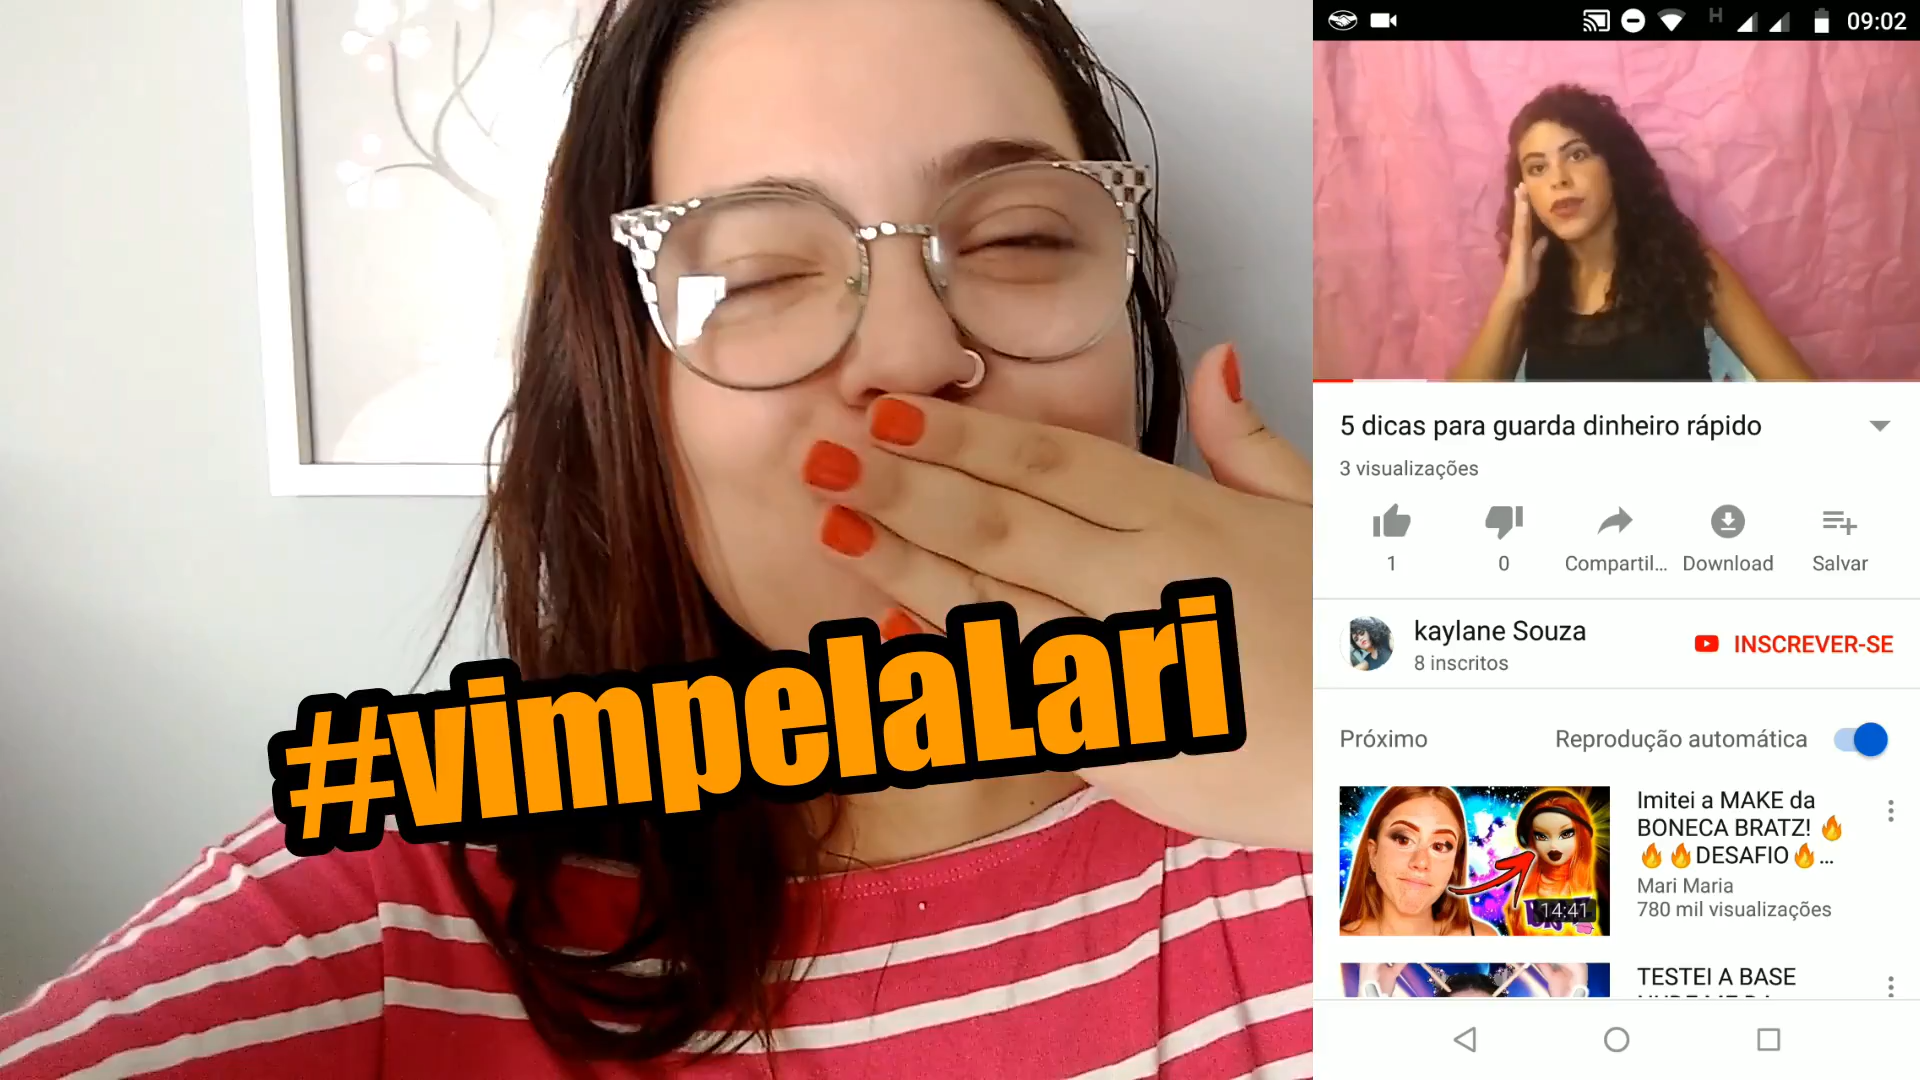 #vimpelaLari
H
09:02
5 dicas para guarda dinheiro rápido
3 visualizações
1
0
Compartil...
Download
Salvar
kaylane Souza
8 inscritos
INSCREVER-SE
Próximo
Reprodução automática
14:41
Imitei a MAKE da
BONECA BRATZ! 🔥
🔥🔥DESAFIO🔥...
Mari Maria
780 mil visualizações
TESTEI A BASE